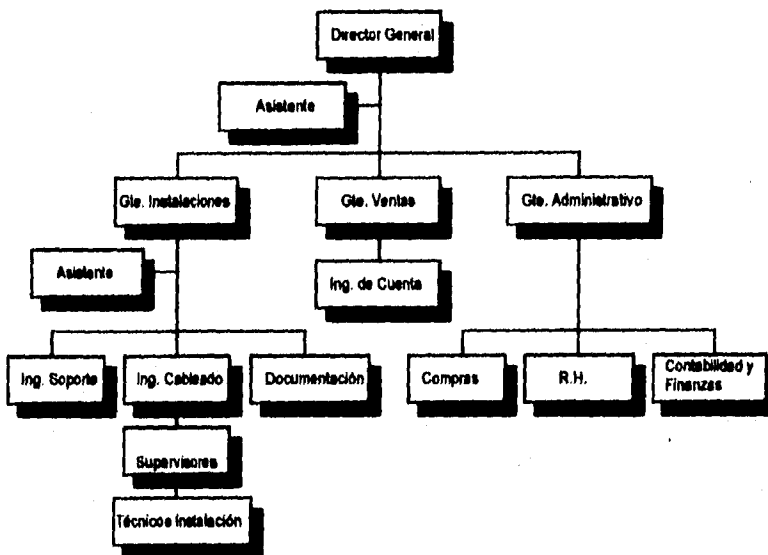 Director General
Asistente
Gte. Instalaciones
Gte. Ventas
Gte. Administrativo
Asistente
Ing. de Cuenta
Ing. Soporte
Ing. Cableado
Documentación
Compras
R.H.
Contabilidad y
Finanzas
Supervisores
Técnicos Instalación